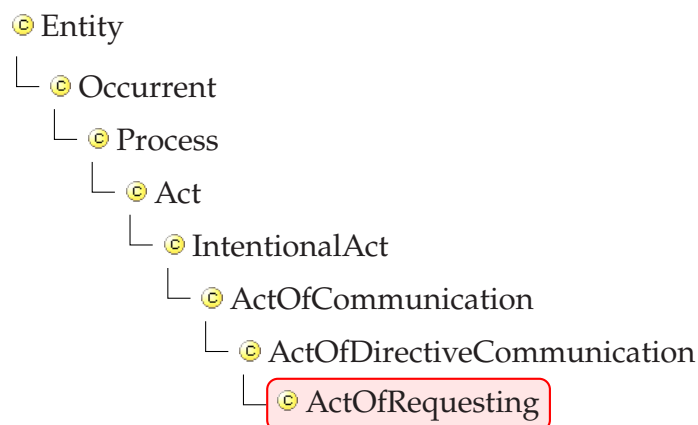 Entity
Occurrent
Process
Act
IntentionalAct
ActOfCommunication
ActOfDirectiveCommunication
ActOfRequesting